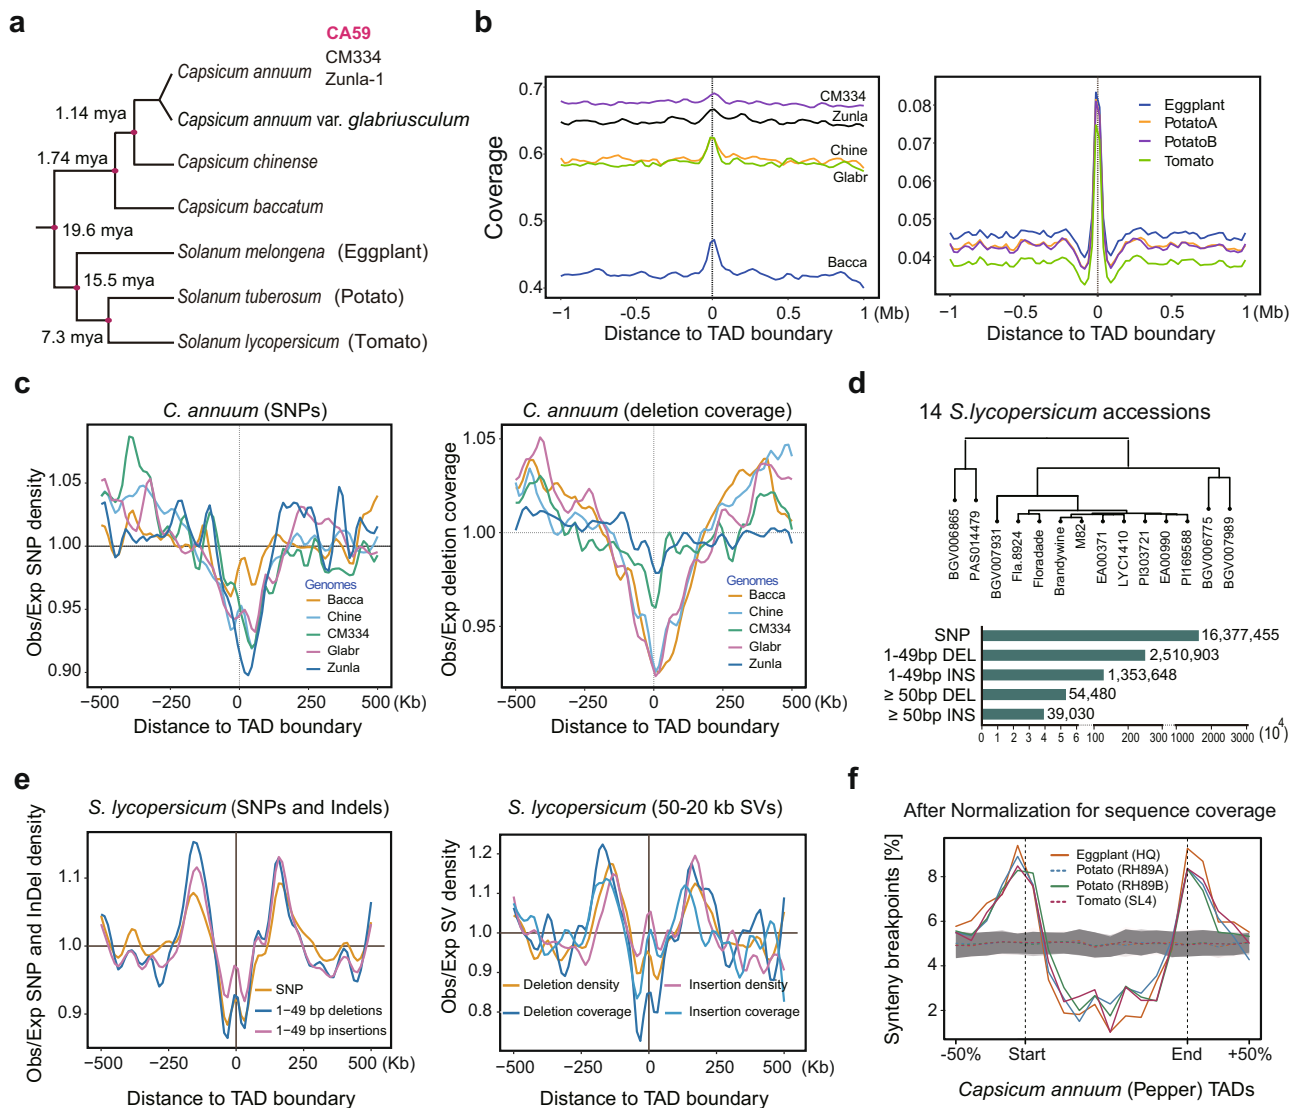 a
CA59
CM334
Zunla-1
Capsicum annuum
Capsicum annuum var. glabriusculum
Capsicum chinense
Capsicum baccatum
Solanum melongena (Eggplant)
Solanum tuberosum (Potato)
Solanum lycopersicum (Tomato)
1.14 mya
1.74 mya
19.6 mya
15.5 mya
7.3 mya
b
Coverage
0.7
0.6
0.5
0.4
CM334
Zunla
Chine
Glabr
Bacca
−1 -0.5 0 0.5 1 (Mb)
Distance to TAD boundary
0.08
0.07
0.06
0.05
0.04
Eggplant
PotatoA
PotatoB
Tomato
−1 −0.5 0 0.5 1 (Mb)
Distance to TAD boundary
c
C. annuum (SNPs)
Obs/Exp SNP density
1.05
1.00
0.95
0.90
Genomes
Bacca
Chine
CM334
Glabr
Zunla
−500 −250 0 250 500 (Kb)
Distance to TAD boundary
C. annuum (deletion coverage)
Obs/Exp deletion coverage
1.05
1.00
0.95
Genomes
Bacca
Chine
CM334
Glabr
Zunla
−500 −250 0 250 500 (Kb)
Distance to TAD boundary
d
14 S.lycopersicum accessions
BGV006865
PAS014479
BGV007931
Fla.8924
Floradade
Brandywine
M82
EA00371
LYC1410
PI303721
EA00990
PI169588
BGV006775
BGV007989
SNP 16,377,455
1-49bp DEL 2,510,903
1-49bp INS 1,353,648
≥ 50bp DEL 54,480
≥ 50bp INS 39,030
0 1 2 3 4 5 6 100 200 300 1000 2000 3000 (10^4)
e
S. lycopersicum (SNPs and Indels)
Obs/Exp SNP and InDel density
1.1
1.0
0.9
SNP
1−49 bp deletions
1−49 bp insertions
−500 −250 0 250 500 (Kb)
Distance to TAD boundary
S. lycopersicum (50-20 kb SVs)
Obs/Exp SV density
1.2
1.1
1.0
0.9
0.8
Deletion density
Insertion density
Deletion coverage
Insertion coverage
−500 −250 0 250 500 (Kb)
Distance to TAD boundary
f
After Normalization for sequence coverage
Synteny breakpoints [%]
8
6
4
2
Eggplant (HQ)
Potato (RH89A)
Potato (RH89B)
Tomato (SL4)
-50% Start End +50%
Capsicum annuum (Pepper) TADs